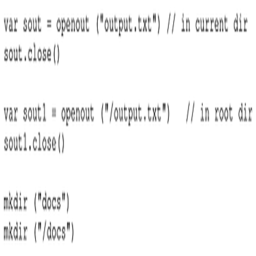 var sout = openout ("output.txt") // in current dir
sout.close()
var sout1 = openout ("/output.txt") // in root dir
sout1.close()
mkdir ("docs")
mkdir ("/docs")